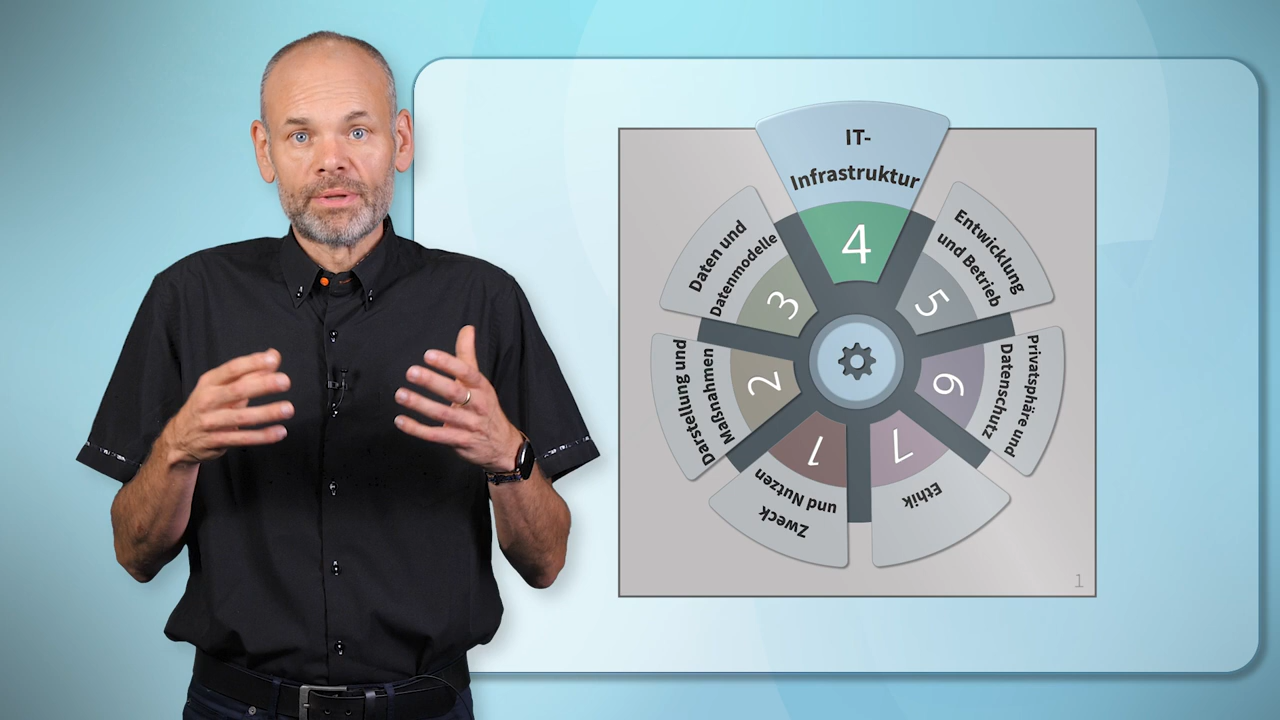 IT-
Infrastruktur
4
Entwicklung
und Betrieb
5
Privatsphäre und
Datenschutz
6
Ethik
7
Zweck
und Nutzen
1
Darstellung und
Maßnahmen
2
Daten und
Datenmodelle
3
1